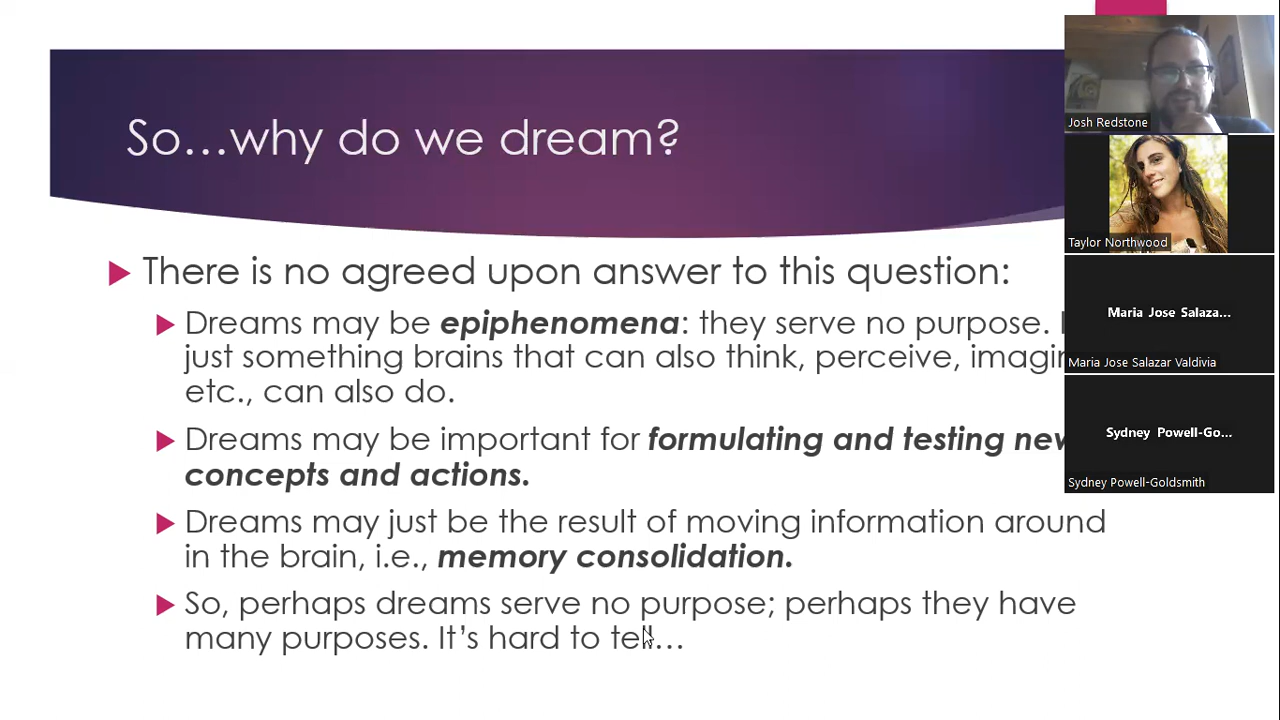 So…why do we dream?
There is no agreed upon answer to this question:
Dreams may be epiphenomena: they serve no purpose.
just something brains that can also think, perceive,
etc., can also do.
Dreams may be important for formulating and testing
concepts and actions.
Dreams may just be the result of moving information around
in the brain, i.e., memory consolidation.
So, perhaps dreams serve no purpose; perhaps they have
many purposes. It's hard to tell…
Josh Redstone
Taylor Northwood
Maria Jose Salaza...
Maria Jose Salazar Valdivia
Sydney Powell-Go...
Sydney Powell-Goldsmith